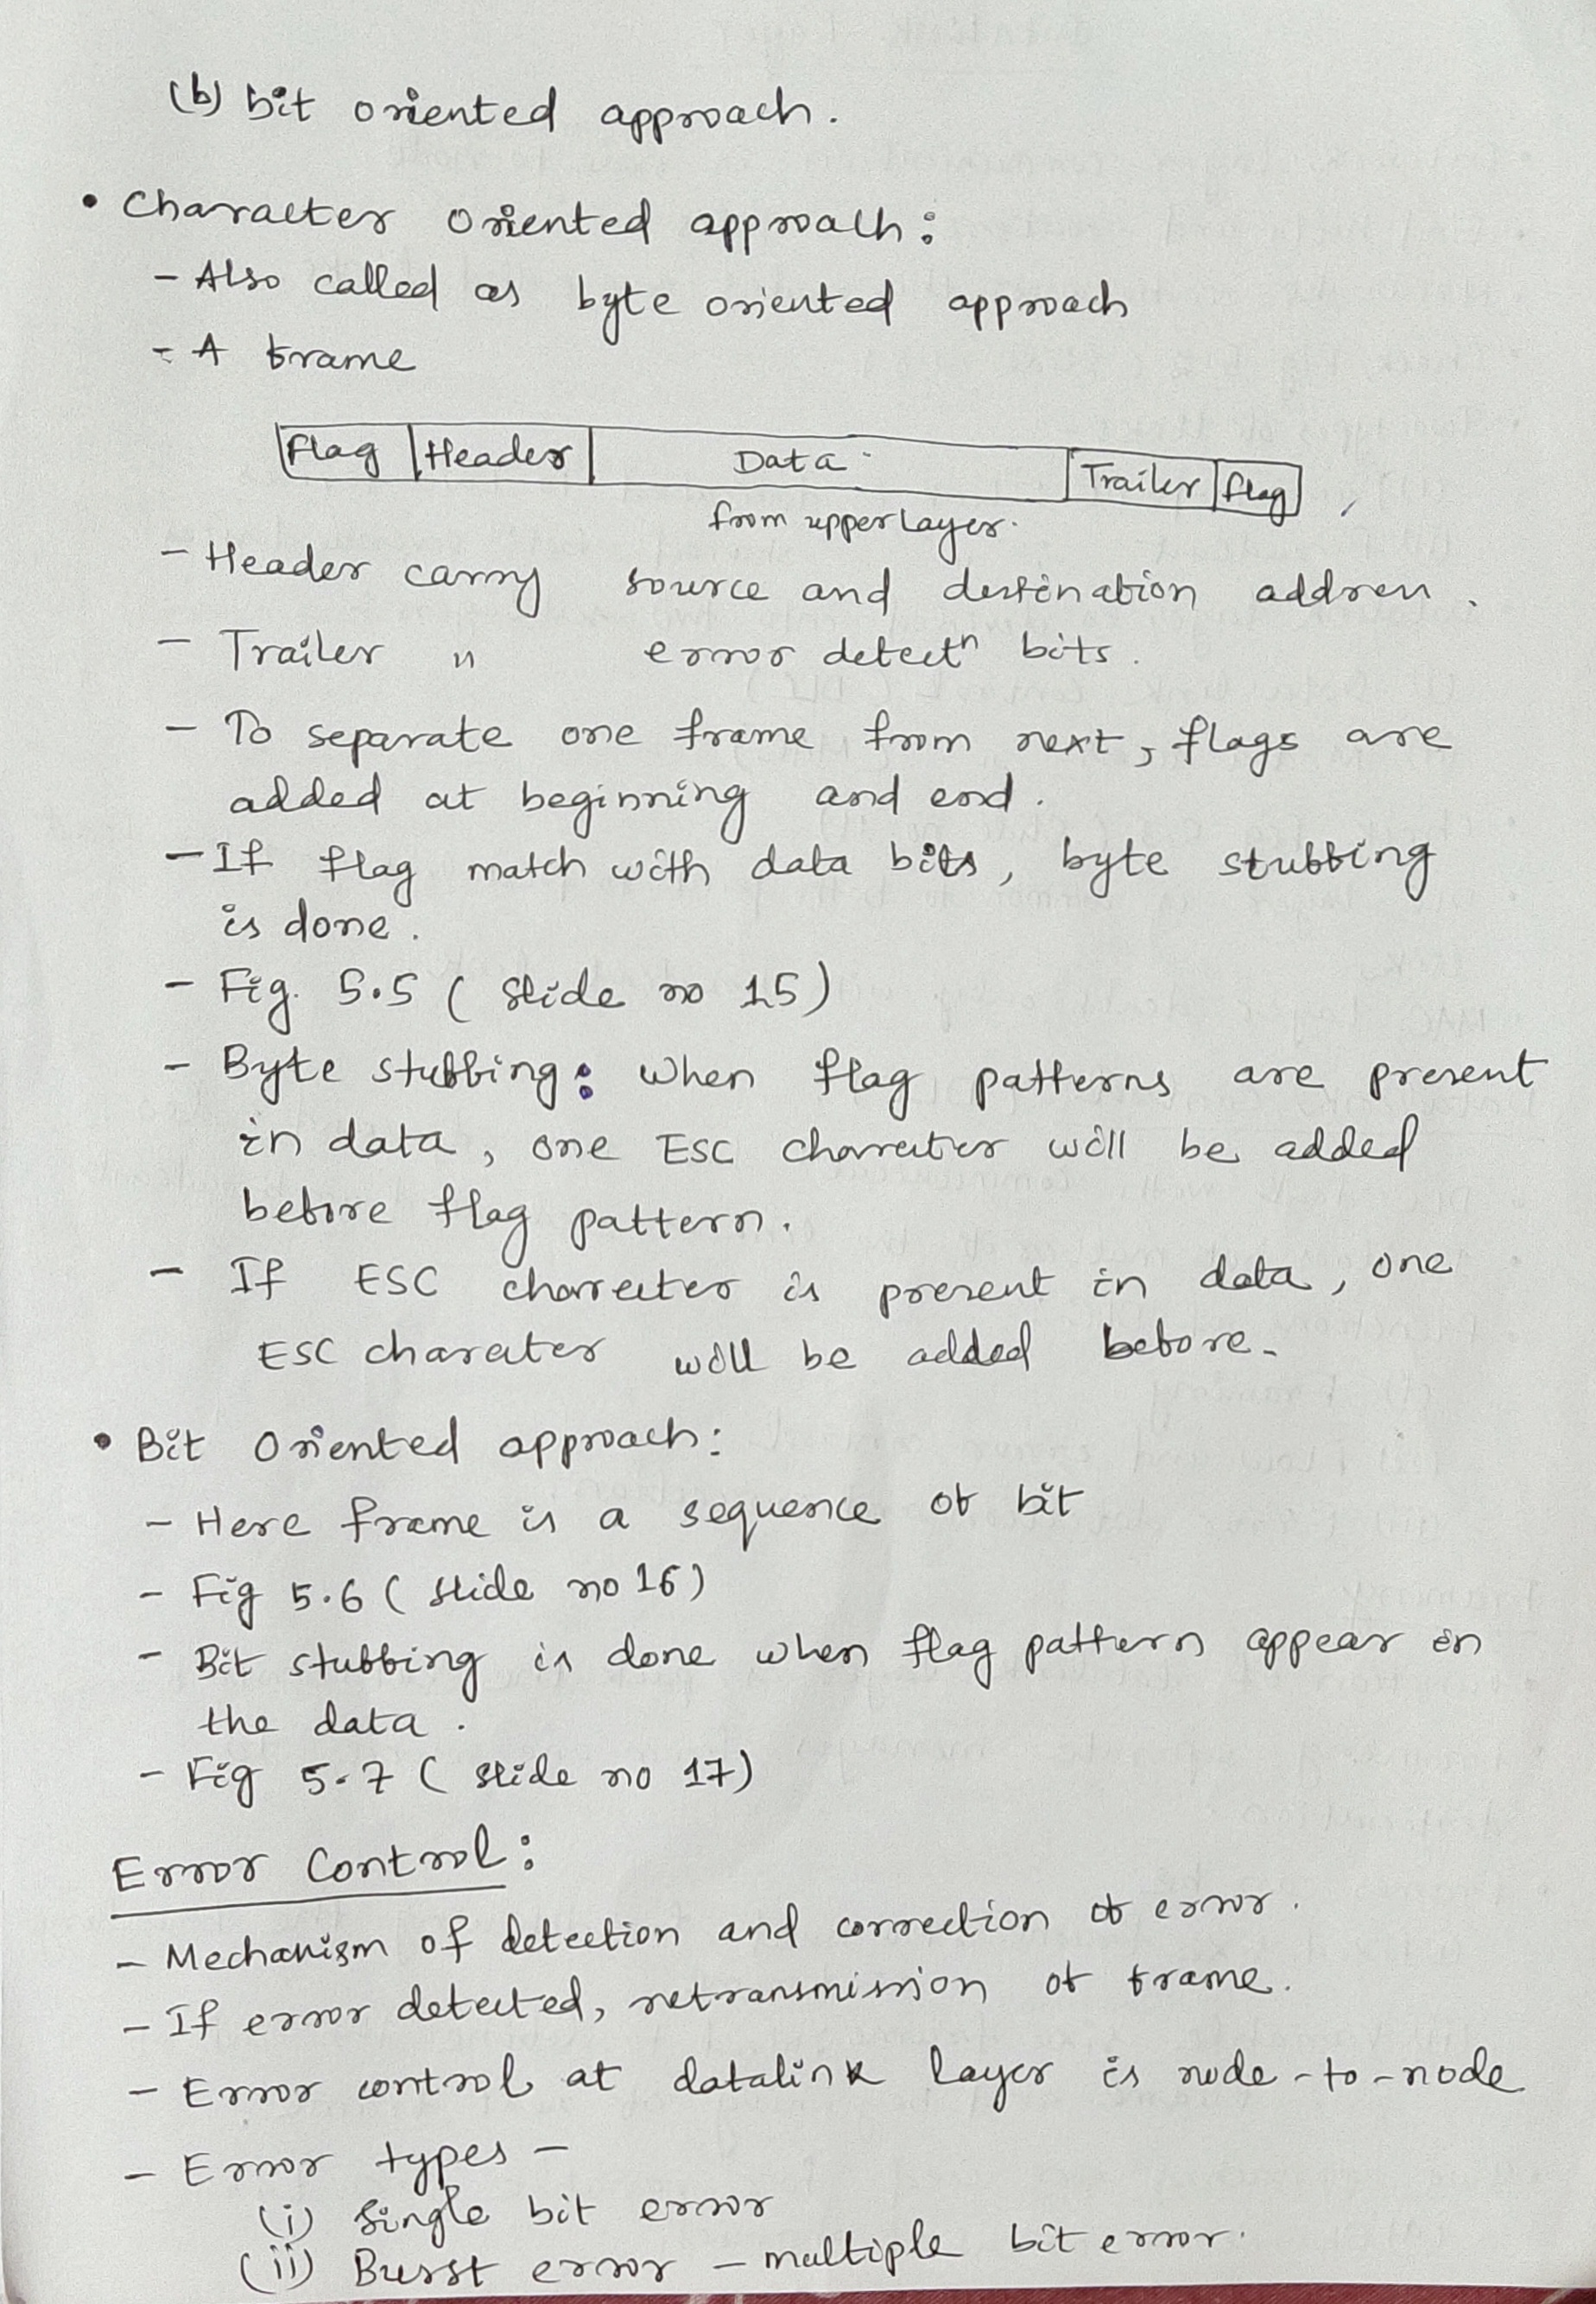 (b) bit oriented approach.
• Character oriented approach:
- Also called as byte oriented approach
- A frame
Flag Header Data Trailer flag
from upper layer.
- Header carry source and destination address.
- Trailer " error detectⁿ bits.
- To separate one frame from next, flags are
added at beginning and end.
- If flag match with data bits, byte stubbing
is done.
- Fig. 5.5 ( slide no 15)
- Byte stubbing: When flag patterns are present
in data, one ESC charecter will be added
before flag pattern.
- If ESC charecter is present in data, one
ESC charater will be added before.
• Bit Oriented approach:
- Here frame is a sequence of bit
- Fig 5.6 ( slide no 16)
- Bit stubbing is done when flag pattern appear in
the data.
- Fig 5.7 ( slide no 17)
Error Control:
- Mechanism of detection and correction of error.
- If error detected, retransmission of frame.
- Error control at datalink layer is node-to-node
- Error types -
(i) Single bit error
(ii) Burst error - multiple bit error.